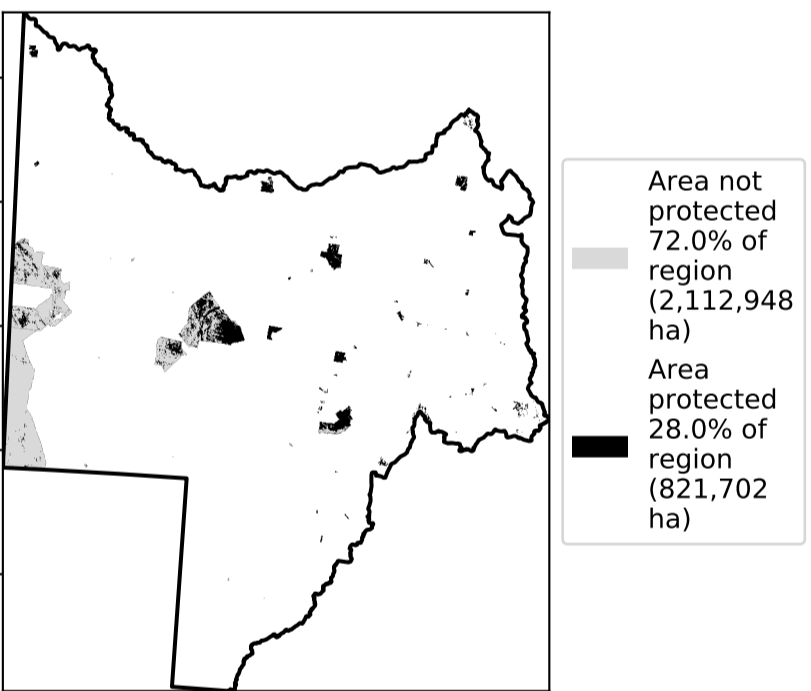 Area not
protected
72.0% of
region
(2,112,948
ha)
Area
protected
28.0% of
region
(821,702
ha)